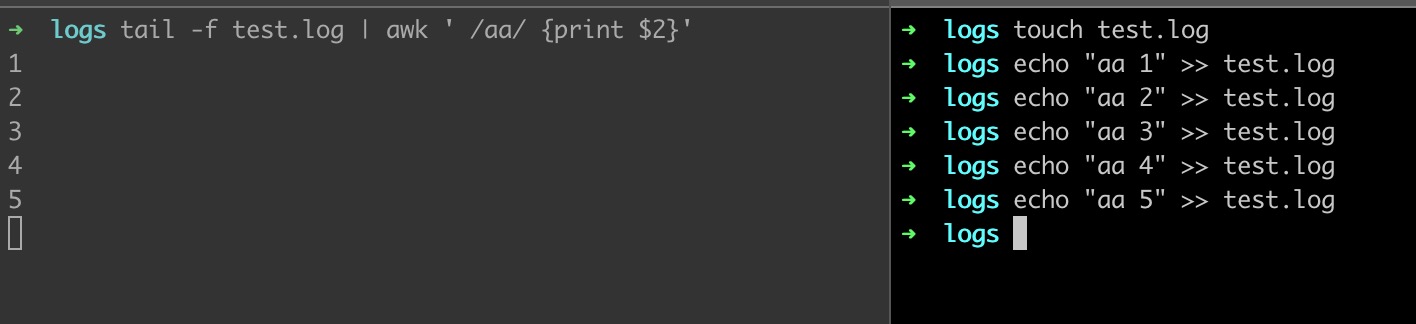 ➜ logs tail -f test.log | awk ' /aa/ {print $2}'
1
2
3
4
5
➜ logs touch test.log
➜ logs echo "aa 1" >> test.log
➜ logs echo "aa 2" >> test.log
➜ logs echo "aa 3" >> test.log
➜ logs echo "aa 4" >> test.log
➜ logs echo "aa 5" >> test.log
➜ logs